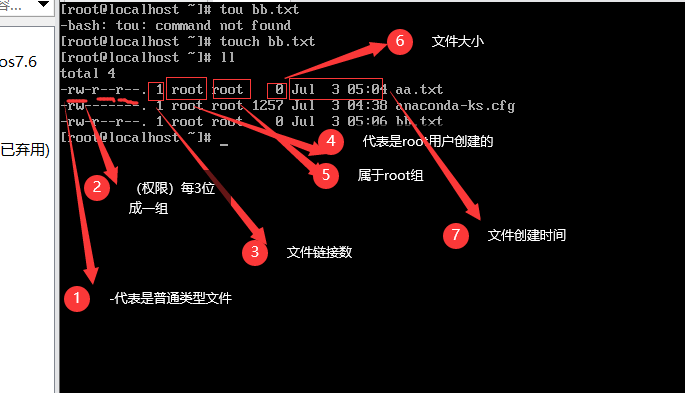 容...
os7.6
已弃用)
[root@localhost ~]# tou bb.txt
-bash: tou: command not found
[root@localhost ~]# touch bb.txt
[root@localhost ~]# ll
total 4
-rw-r--r--. 1 root root 0 Jul 3 05:04 aa.txt
-rw-------. 1 root root 1257 Jul 3 04:38 anaconda-ks.cfg
-rw-r--r--. 1 root root 0 Jul 3 05:06 bb.txt
[root@localhost ~]# _
6 文件大小
4 代表是root用户创建的
5 属于root组
2 （权限）每3位
成一组
7 文件创建时间
3 文件链接数
1 -代表是普通类型文件